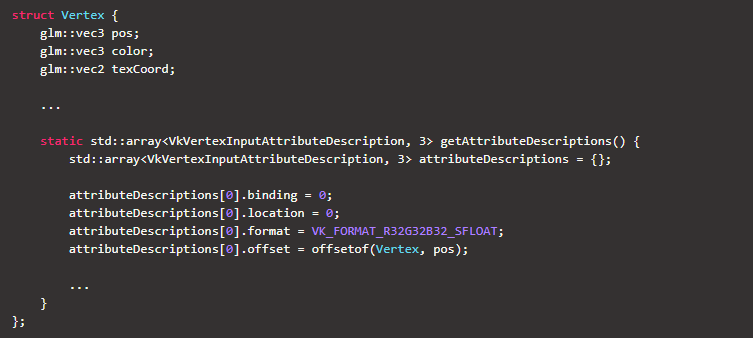 struct Vertex {
    glm::vec3 pos;
    glm::vec3 color;
    glm::vec2 texCoord;

    ...

    static std::array<VkVertexInputAttributeDescription, 3> getAttributeDescriptions() {
        std::array<VkVertexInputAttributeDescription, 3> attributeDescriptions = {};

        attributeDescriptions[0].binding = 0;
        attributeDescriptions[0].location = 0;
        attributeDescriptions[0].format = VK_FORMAT_R32G32B32_SFLOAT;
        attributeDescriptions[0].offset = offsetof(Vertex, pos);

        ...
    }
};